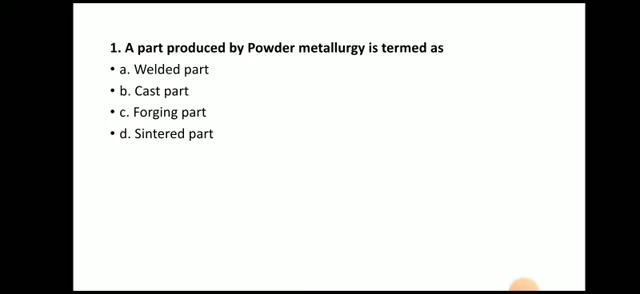 1. A part produced by Powder metallurgy is termed as
• a. Welded part
• b. Cast part
• c. Forging part
• d. Sintered part